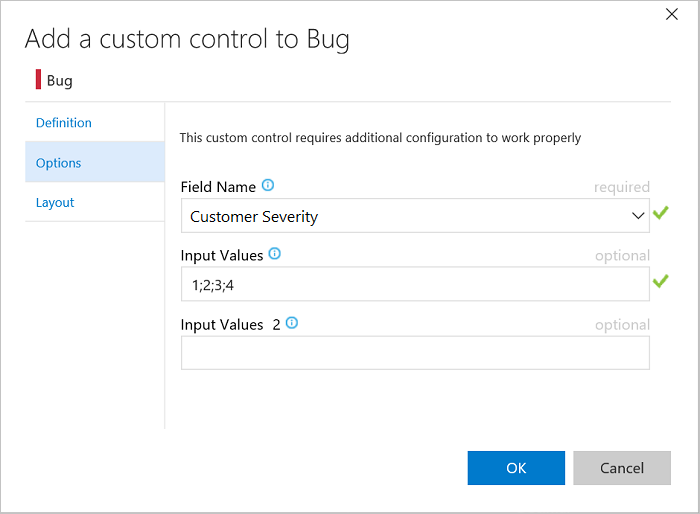 Add a custom control to Bug
Bug
Definition
Options
Layout
This custom control requires additional configuration to work properly
Field Name required
Customer Severity
Input Values optional
1;2;3;4
Input Values 2 optional
OK Cancel